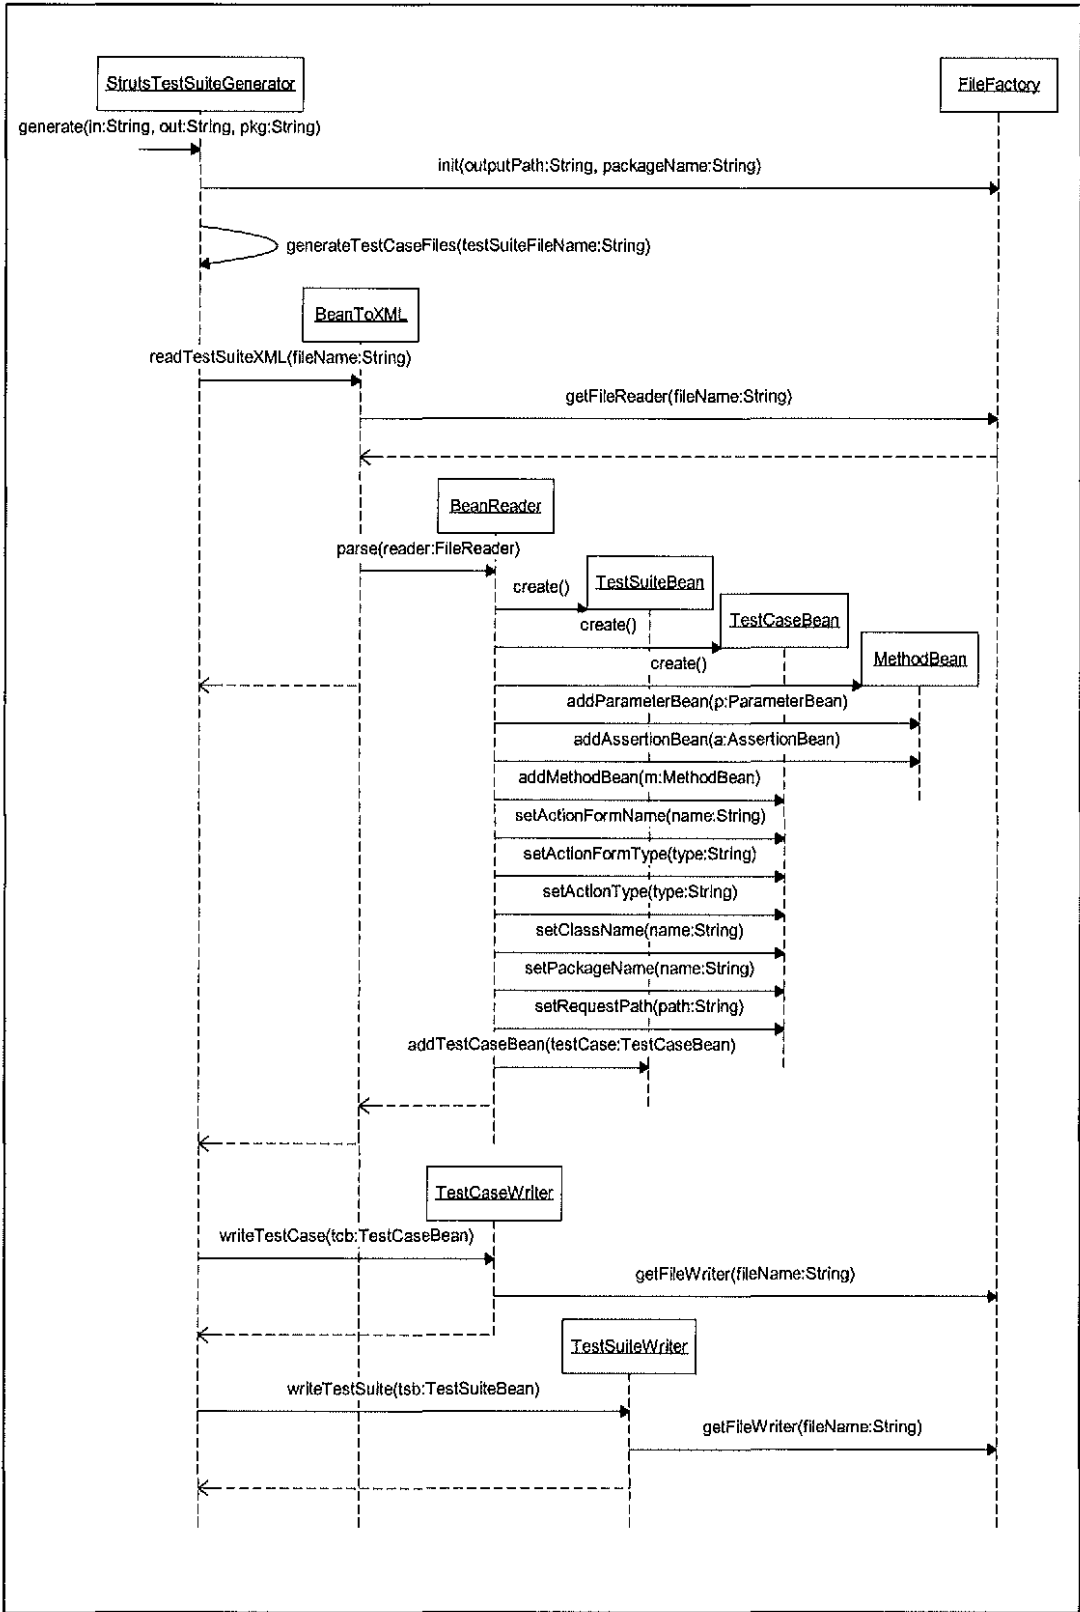 StrutsTestSuiteGenerator
FileFactory
generate(in:String, out:String, pkg:String)
init(outputPath:String, packageName:String)
generateTestCaseFiles(testSuiteFileName:String)
BeanToXML
readTestSuiteXML(fileName:String)
getFileReader(fileName:String)
BeanReader
parse(reader:FileReader)
TestSuiteBean
create()
TestCaseBean
create()
MethodBean
create()
addParameterBean(p:ParameterBean)
addAssertionBean(a:AssertionBean)
addMethodBean(m:MethodBean)
setActionFormName(name:String)
setActionFormType(type:String)
setActionType(type:String)
setClassName(name:String)
setPackageName(name:String)
setRequestPath(path:String)
addTestCaseBean(testCase:TestCaseBean)
TestCaseWriter
writeTestCase(tcb:TestCaseBean)
getFileWriter(fileName:String)
TestSuiteWriter
writeTestSuite(tsb:TestSuiteBean)
getFileWriter(fileName:String)